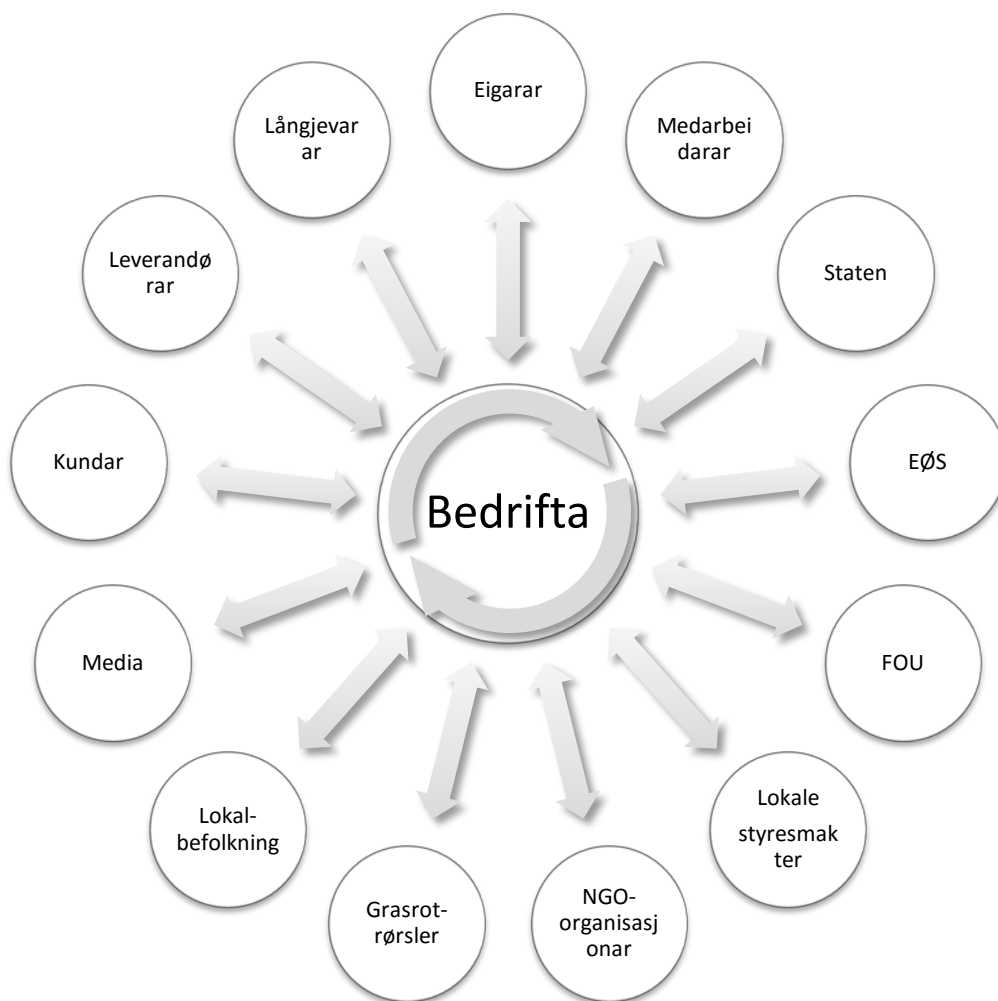 Eigarar
Medarbei
darar
Staten
EØS
FOU
Lokale
styresmak
ter
NGO-
organisasj
onar
Grasrot-
rørsler
Lokal-
befolkning
Media
Kundar
Leverandø
rar
Långjevar
ar
Bedrifta